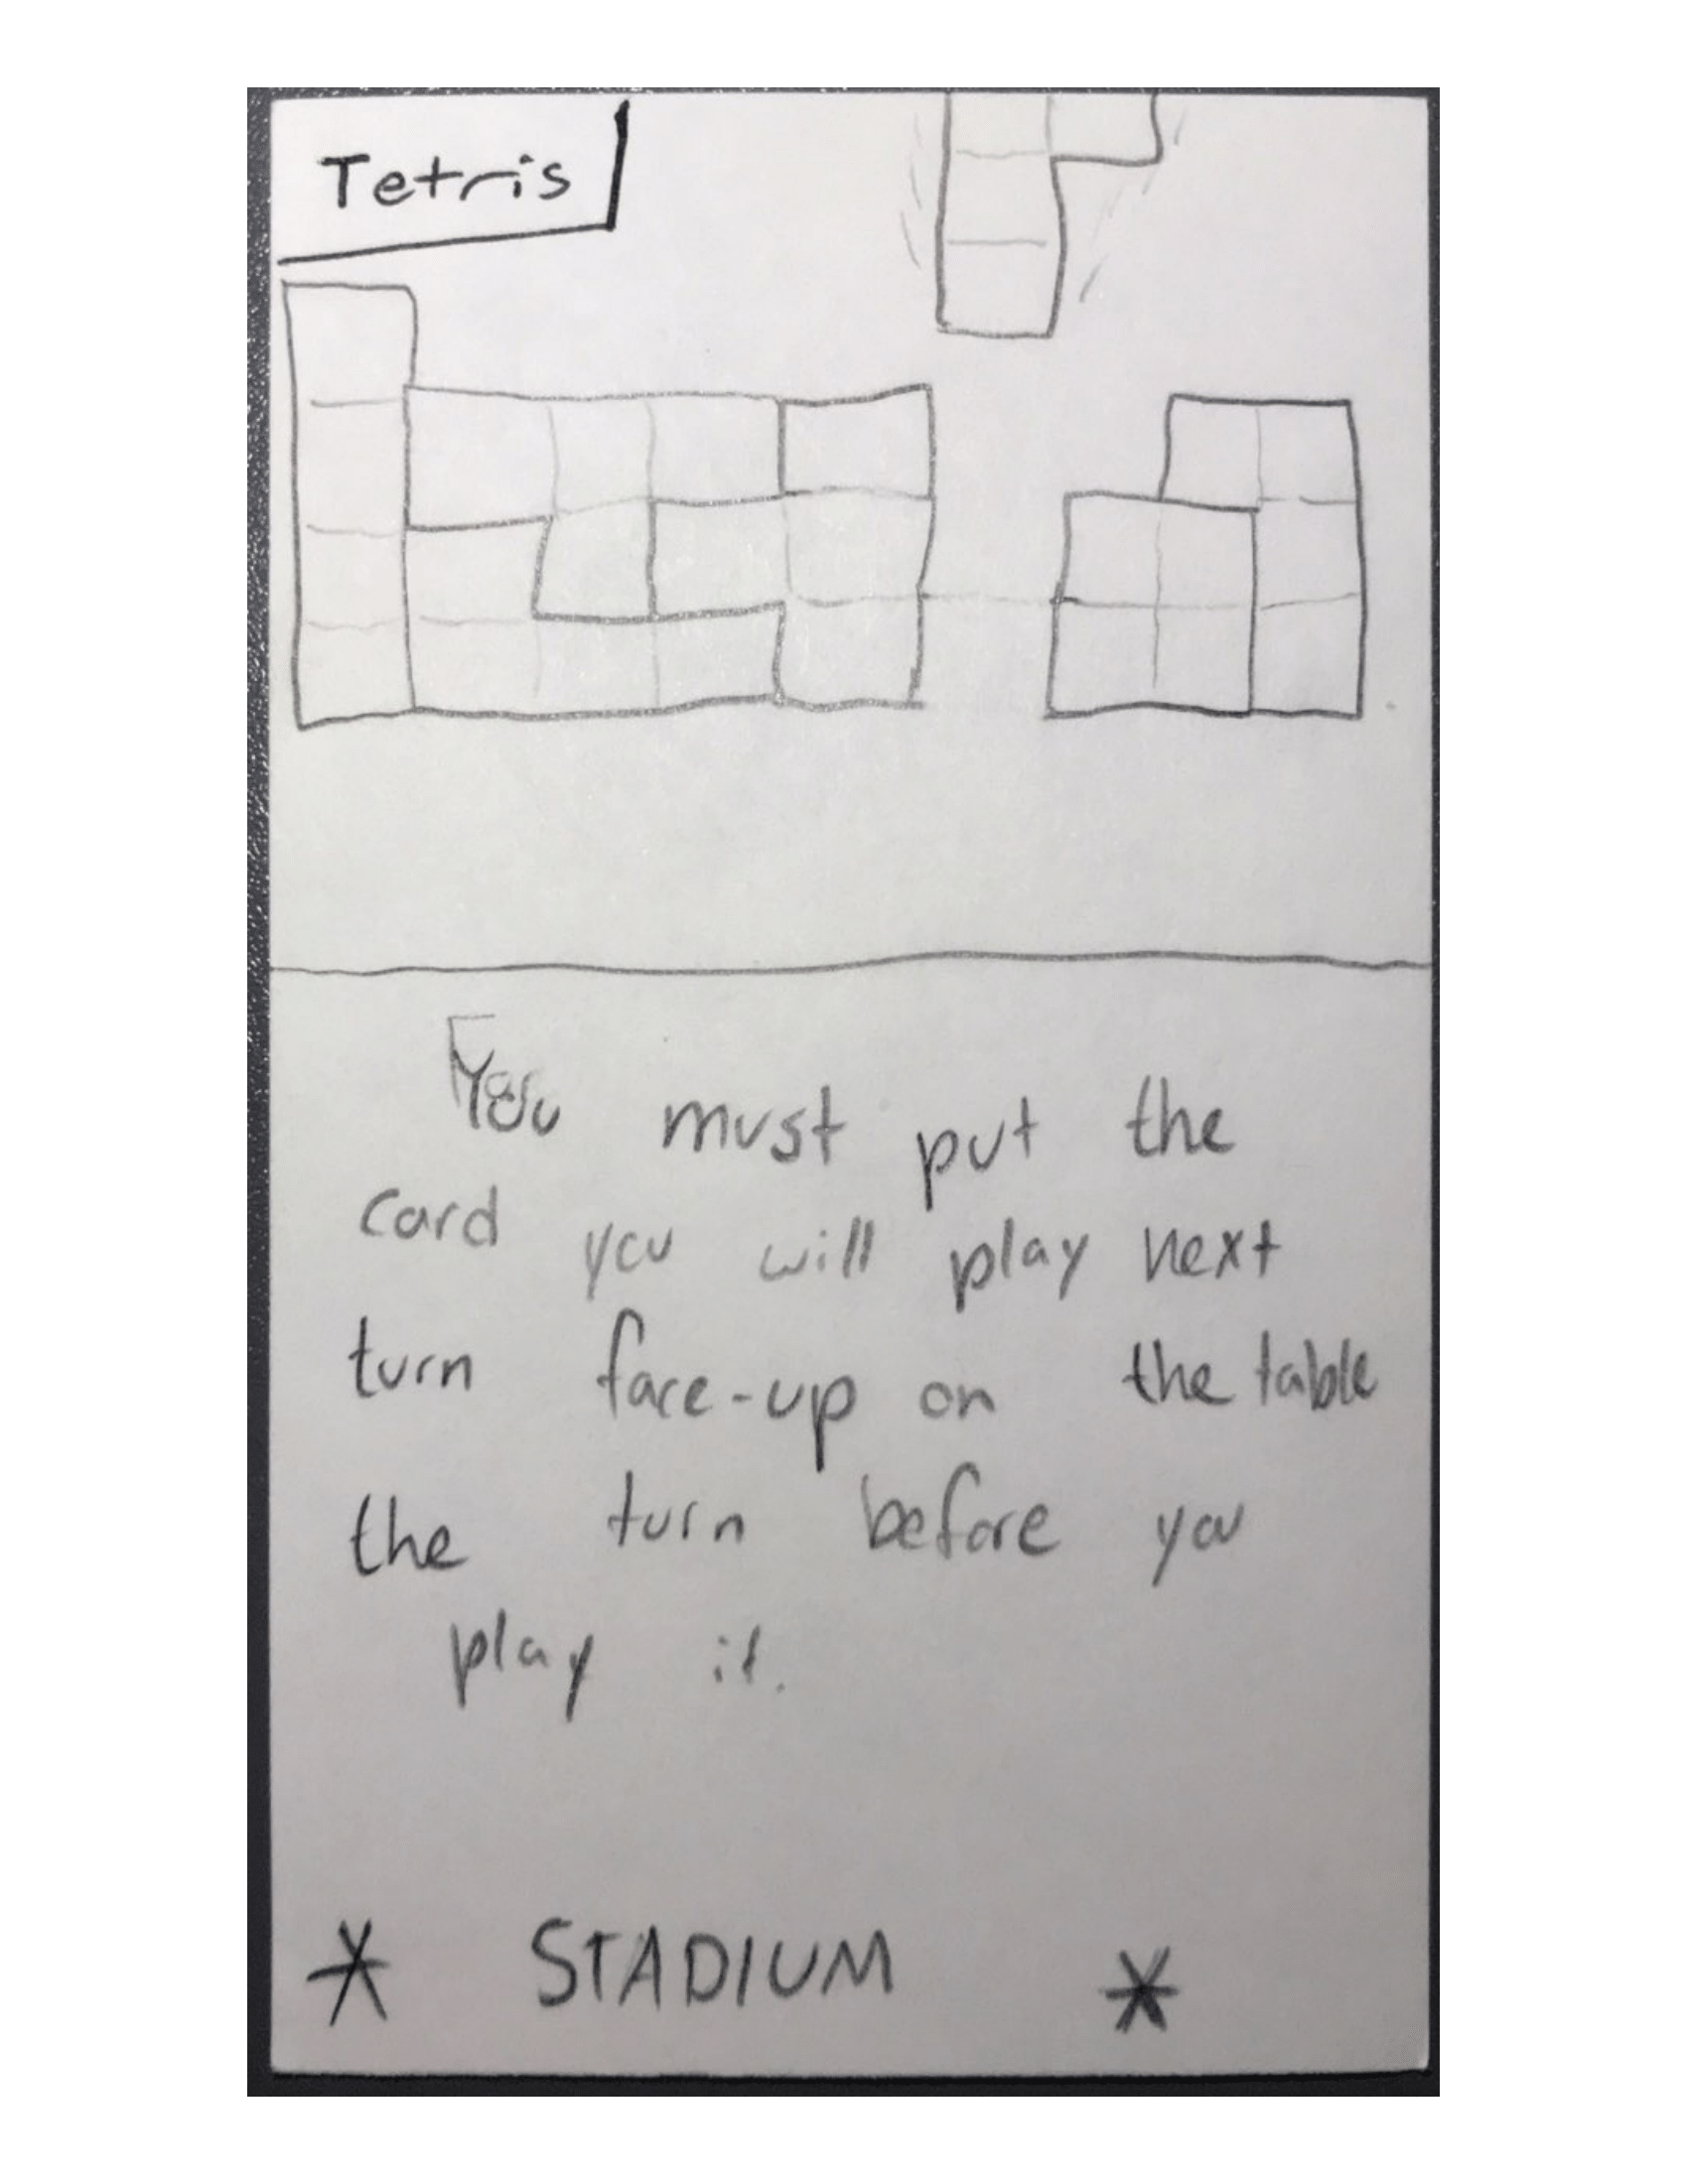 Tetris
You must put the
card you will play next
turn face-up on the table
the turn before you
play it.
* STADIUM *